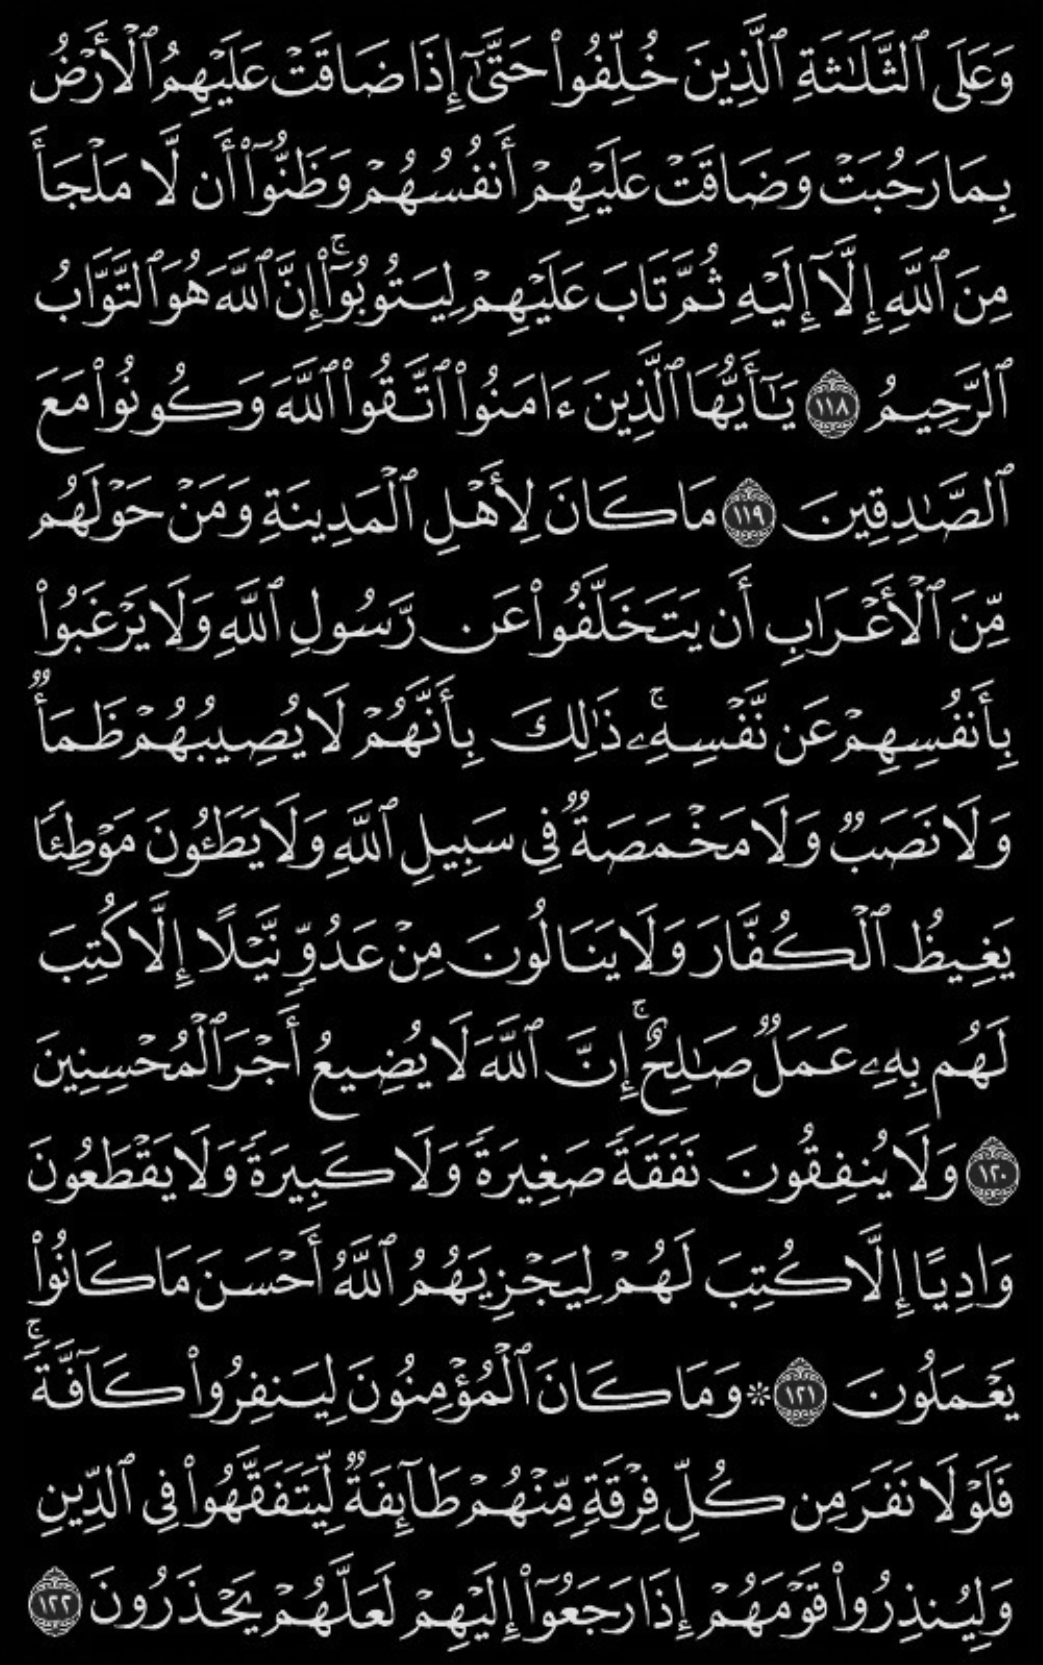 وَعَلَى ٱلثَّلَـٰثَةِ ٱلَّذِينَ خُلِّفُوا۟ حَتَّىٰٓ إِذَا ضَاقَتْ عَلَيْهِمُ ٱلْأَرْضُ
بِمَا رَحُبَتْ وَضَاقَتْ عَلَيْهِمْ أَنفُسُهُمْ وَظَنُّوٓا۟ أَن لَّا مَلْجَأَ
مِنَ ٱللَّهِ إِلَّآ إِلَيْهِ ثُمَّ تَابَ عَلَيْهِمْ لِيَتُوبُوٓا۟ ۚ إِنَّ ٱللَّهَ هُوَ ٱلتَّوَّابُ
ٱلرَّحِيمُ ١١٨ يَـٰٓأَيُّهَا ٱلَّذِينَ ءَامَنُوا۟ ٱتَّقُوا۟ ٱللَّهَ وَكُونُوا۟ مَعَ
ٱلصَّـٰدِقِينَ ١١٩ مَا كَانَ لِأَهْلِ ٱلْمَدِينَةِ وَمَنْ حَوْلَهُم
مِّنَ ٱلْأَعْرَابِ أَن يَتَخَلَّفُوا۟ عَن رَّسُولِ ٱللَّهِ وَلَا يَرْغَبُوا۟
بِأَنفُسِهِمْ عَن نَّفْسِهِۦ ۚ ذَٰلِكَ بِأَنَّهُمْ لَا يُصِيبُهُمْ ظَمَأٌ
وَلَا نَصَبٌ وَلَا مَخْمَصَةٌ فِى سَبِيلِ ٱللَّهِ وَلَا يَطَـُٔونَ مَوْطِئًا
يَغِيظُ ٱلْكُفَّارَ وَلَا يَنَالُونَ مِنْ عَدُوٍّ نَّيْلًا إِلَّا كُتِبَ
لَهُم بِهِۦ عَمَلٌ صَـٰلِحٌ ۚ إِنَّ ٱللَّهَ لَا يُضِيعُ أَجْرَ ٱلْمُحْسِنِينَ
١٢٠ وَلَا يُنفِقُونَ نَفَقَةً صَغِيرَةً وَلَا كَبِيرَةً وَلَا يَقْطَعُونَ
وَادِيًا إِلَّا كُتِبَ لَهُمْ لِيَجْزِيَهُمُ ٱللَّهُ أَحْسَنَ مَا كَانُوا۟
يَعْمَلُونَ ١٢١ ۞ وَمَا كَانَ ٱلْمُؤْمِنُونَ لِيَنفِرُوا۟ كَآفَّةً ۚ
فَلَوْلَا نَفَرَ مِن كُلِّ فِرْقَةٍ مِّنْهُمْ طَآئِفَةٌ لِّيَتَفَقَّهُوا۟ فِى ٱلدِّينِ
وَلِيُنذِرُوا۟ قَوْمَهُمْ إِذَا رَجَعُوٓا۟ إِلَيْهِمْ لَعَلَّهُمْ يَحْذَرُونَ ١٢٢